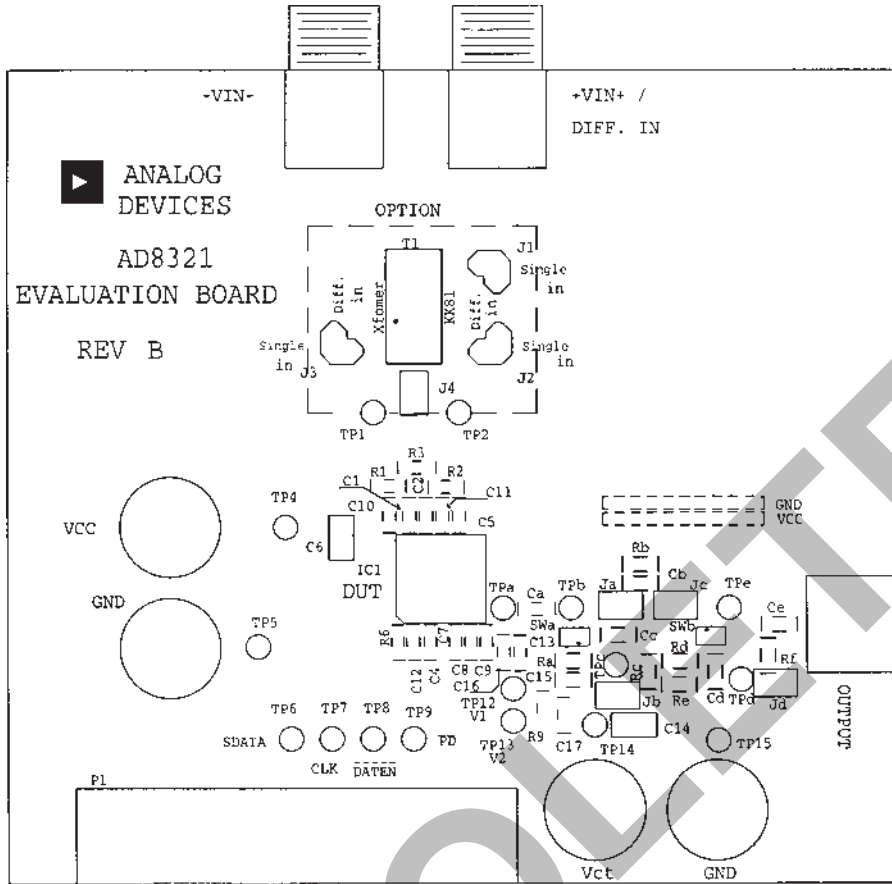 -VIN-
+VIN+ /
DIFF. IN
ANALOG
DEVICES
OPTION
AD8321
EVALUATION BOARD
REV B
T1
J1
Single
in
Diff.
in
Xfomer
KK81
Diff.
in
Single
in
J3
Single
in
J2
J4
TP1
TP2
R3
R1
C2
R2
C1
C11
C10
C5
TP4
VCC
C6
IC1
DUT
GND
VCC
Rb
Cb
TPa
Ca
TPb
Ja
Jc
TPe
Ce
GND
TP5
SWa
SWb
R6
C7
C13
Cc
Rd
Ra
TPc
Rc
Rf
C12
C4
C8
C9
C15
C16
Jb
Re
Cd
TPd
Jd
TP12
V1
TP6
TP7
TP8
TP9
SDATA
PD
CLK
DATEN
TP13
V2
R9
C17
TP14
C14
TP15
OUTPUT
P1
Vct
GND
OLET